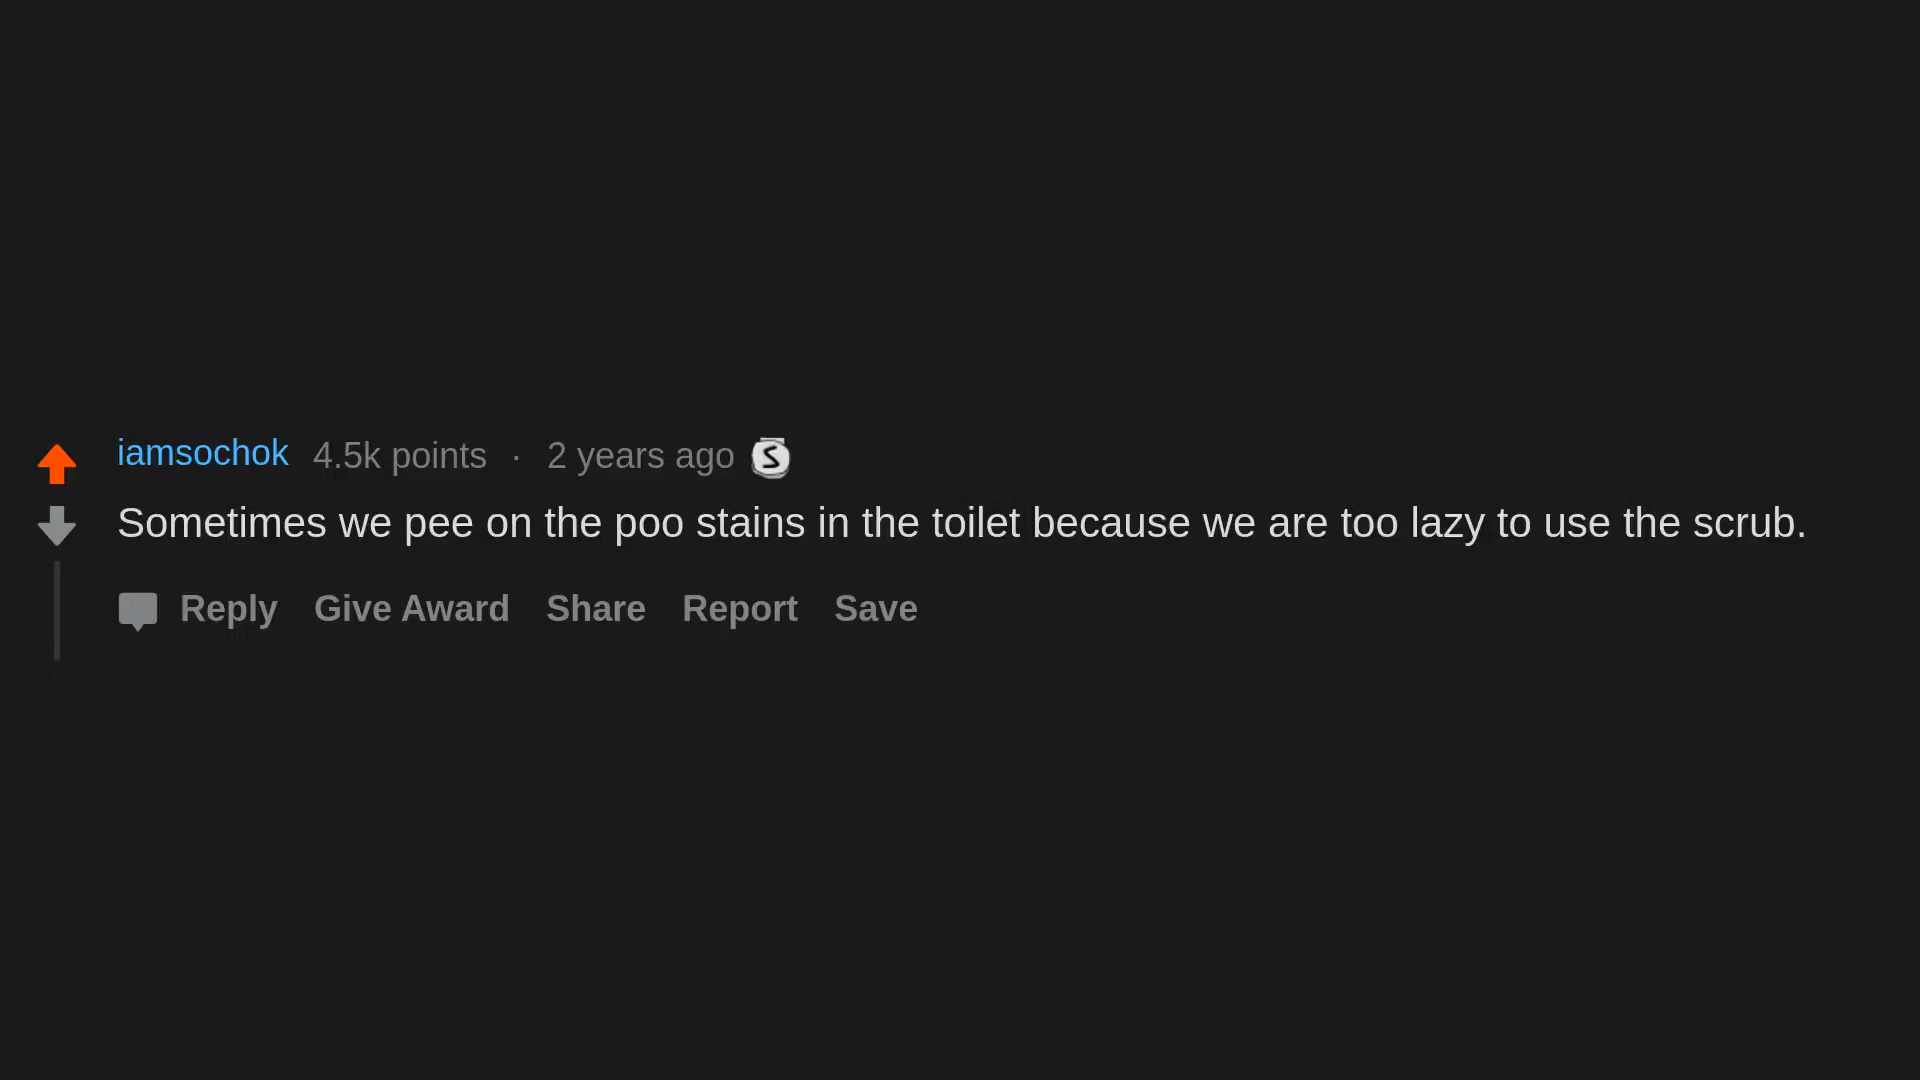 iamsochok 4.5k points · 2 years ago S
Sometimes we pee on the poo stains in the toilet because we are too lazy to use the scrub.
Reply Give Award Share Report Save